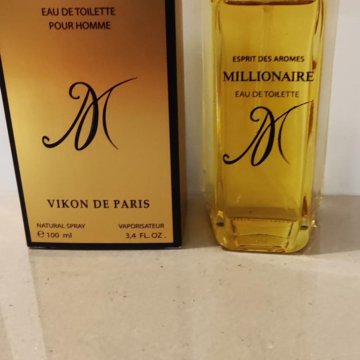 EAU DE TOILETTE
POUR HOMME
M
VIKON DE PARIS
NATURAL SPRAY VAPORISATEUR
℮ 100 ml 3,4 FL. OZ.
ESPRIT DES AROMES
MILLIONAIRE
EAU DE TOILETTE
M